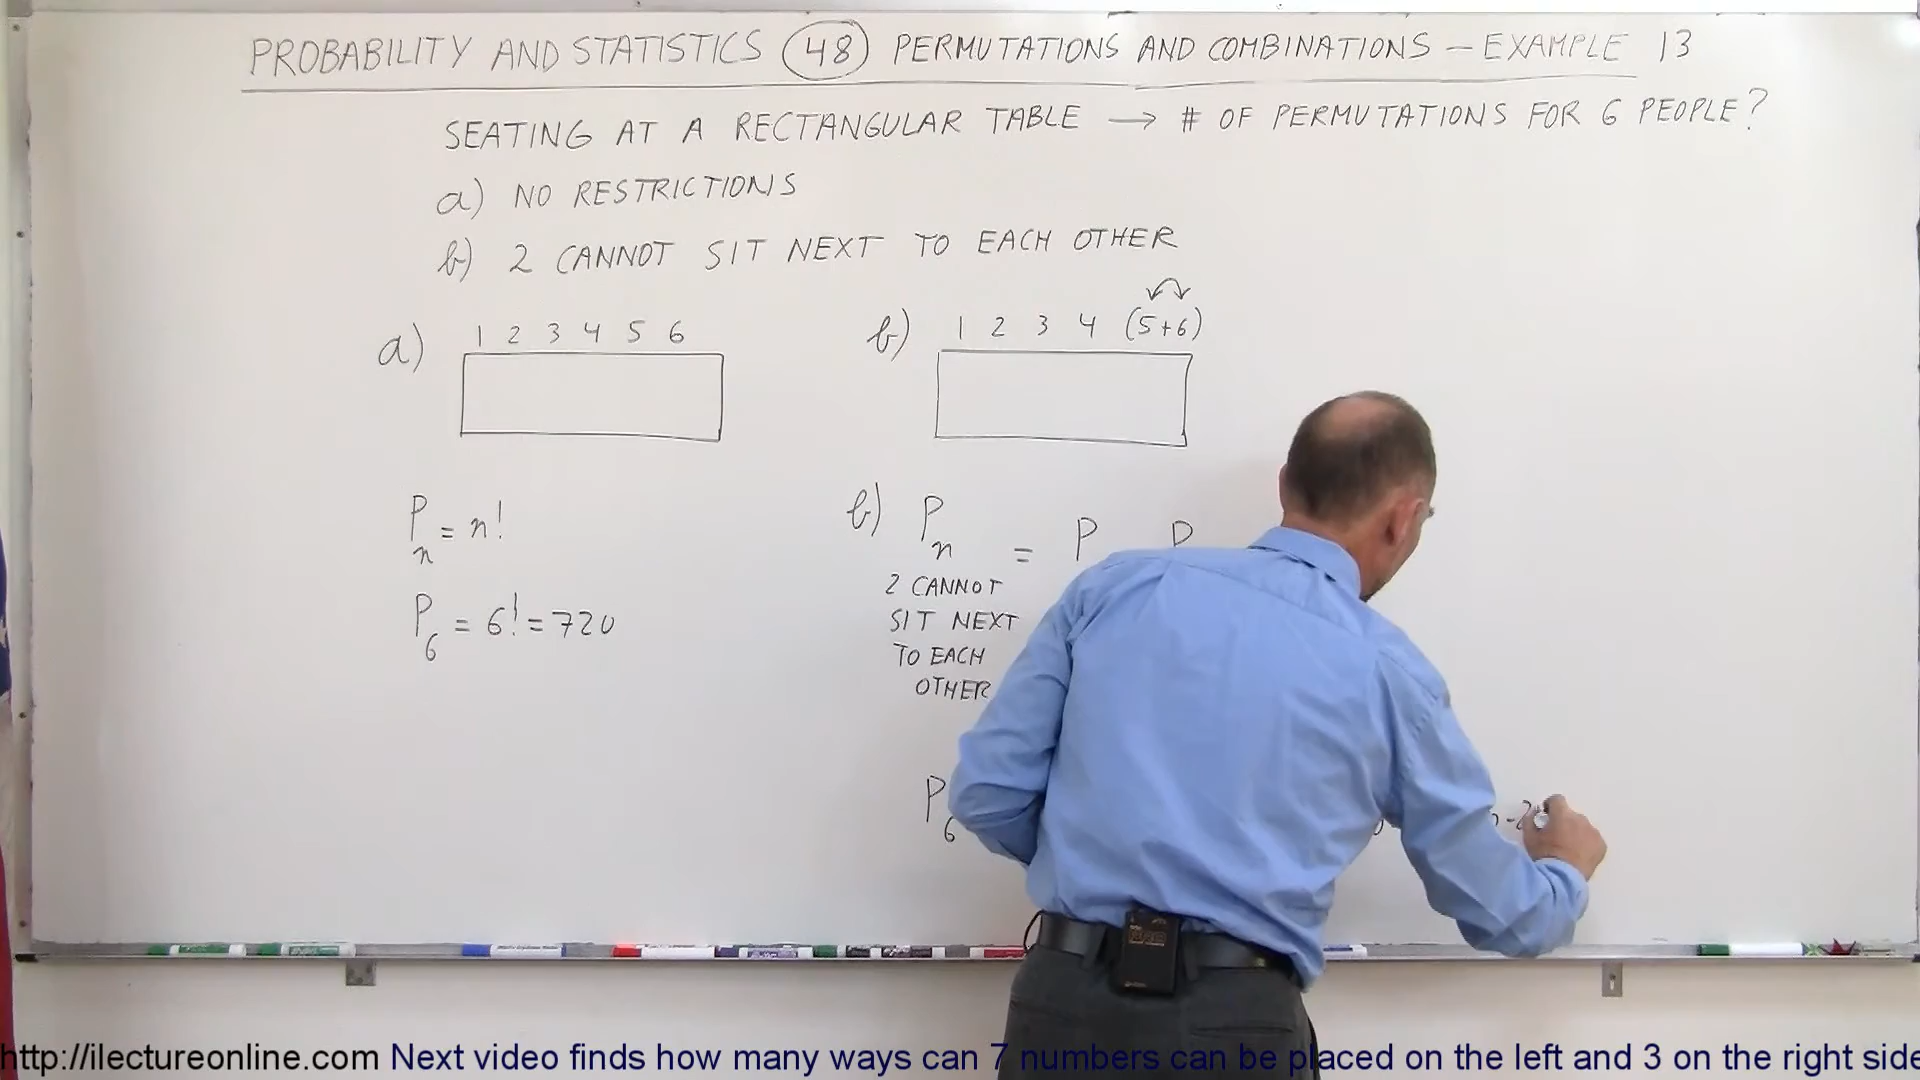 PROBABILITY AND STATISTICS 48 PERMUTATIONS AND COMBINATIONS — EXAMPLE 13
SEATING AT A RECTANGULAR TABLE → # OF PERMUTATIONS FOR 6 PEOPLE?
a) NO RESTRICTIONS
b) 2 CANNOT SIT NEXT TO EACH OTHER
a) 1 2 3 4 5 6
b) 1 2 3 4 (5+6)
P n = n!
P 6 = 6! = 720
b) P n = P P
2 CANNOT
SIT NEXT
TO EACH
OTHER
P 6
http://ilectureonline.com Next video finds how many ways can 7 numbers can be placed on the left and 3 on the right side